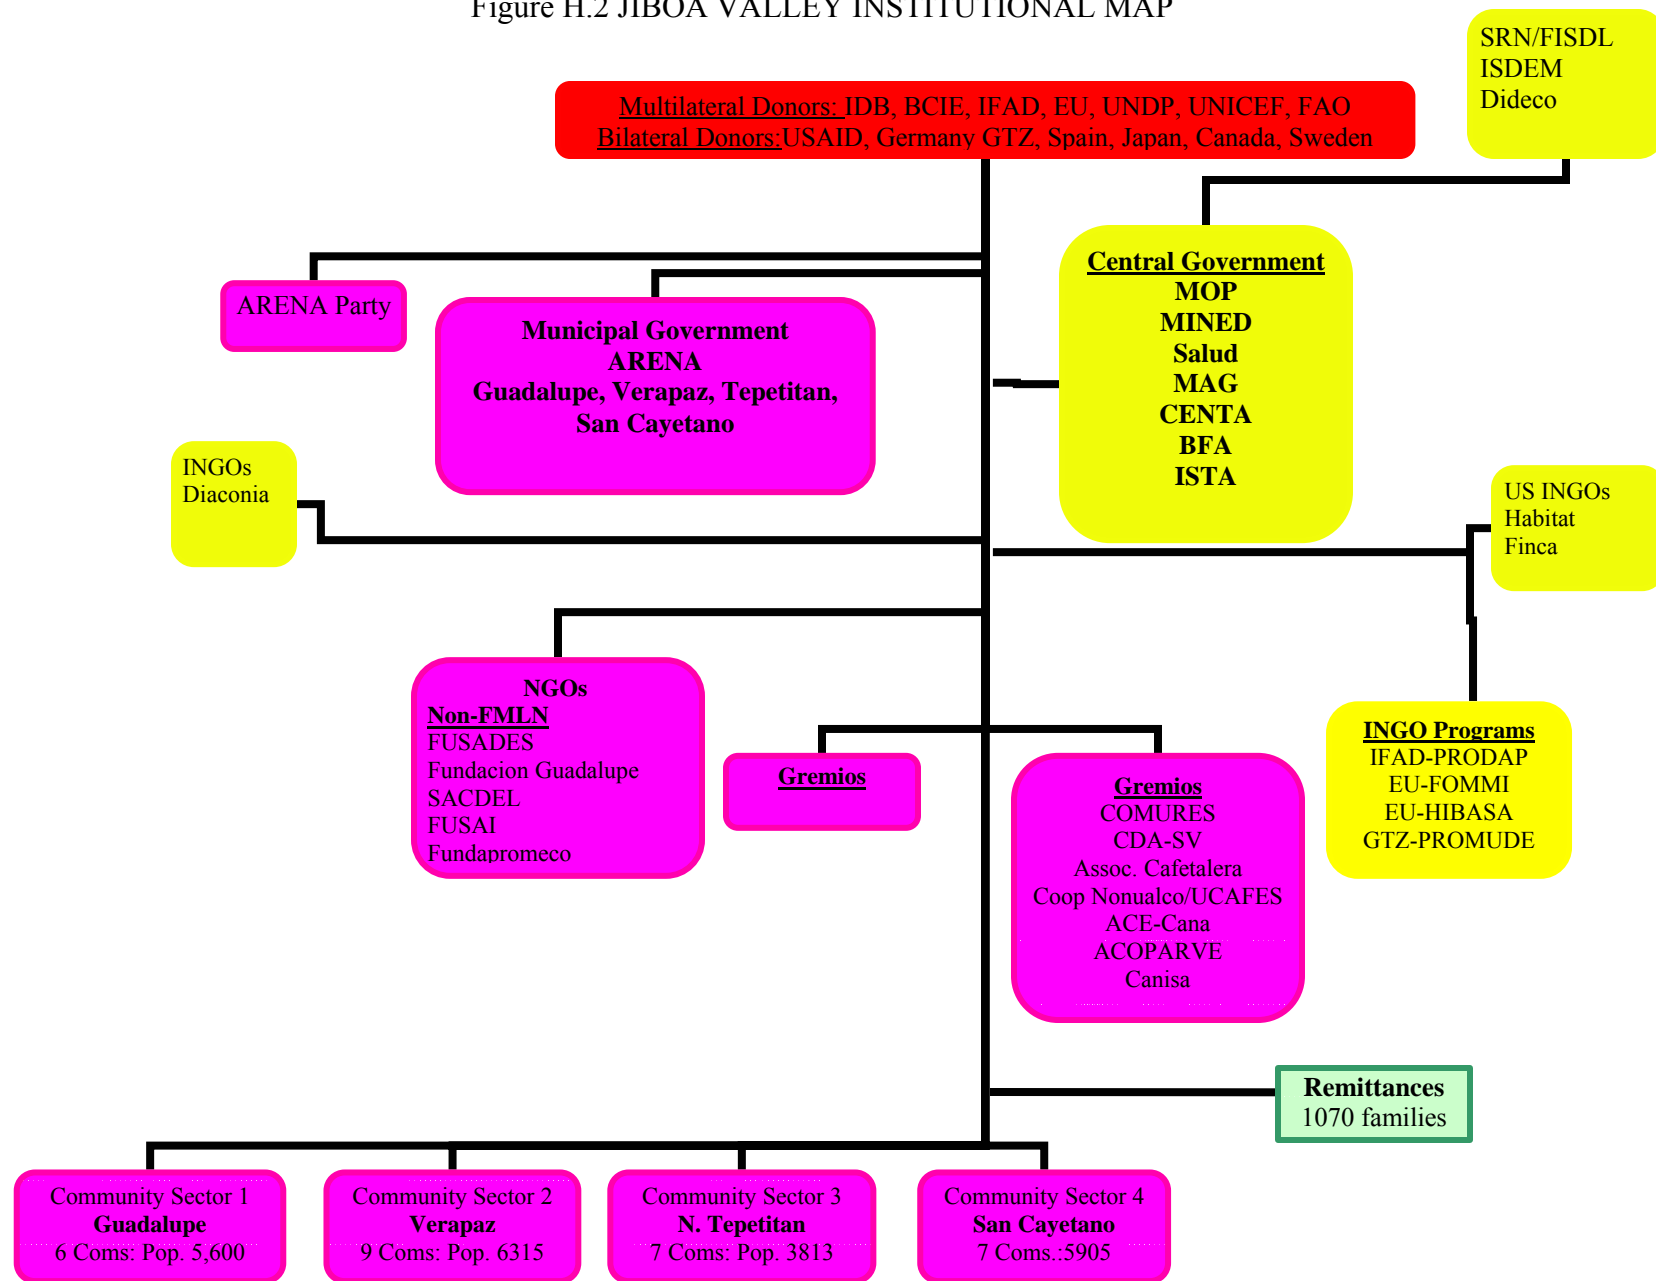 Figure H.2 JIBOA VALLEY INSTITUTIONAL MAP
SRN/FISDL
ISDEM
Dideco
Multilateral Donors: IDB, BCIE, IFAD, EU, UNDP, UNICEF, FAO
Bilateral Donors:USAID, Germany GTZ, Spain, Japan, Canada, Sweden
Central Government
MOP
MINED
Salud
MAG
CENTA
BFA
ISTA
ARENA Party
Municipal Government
ARENA
Guadalupe, Verapaz, Tepetitan,
San Cayetano
INGOs
Diaconia
US INGOs
Habitat
Finca
NGOs
Non-FMLN
FUSADES
Fundacion Guadalupe
SACDEL
FUSAI
Fundapromeco
Gremios
Gremios
COMURES
CDA-SV
Assoc. Cafetalera
Coop Nonualco/UCAFES
ACE-Cana
ACOPARVE
Canisa
INGO Programs
IFAD-PRODAP
EU-FOMMI
EU-HIBASA
GTZ-PROMUDE
Remittances
1070 families
Community Sector 1
Guadalupe
6 Coms: Pop. 5,600
Community Sector 2
Verapaz
9 Coms: Pop. 6315
Community Sector 3
N. Tepetitan
7 Coms: Pop. 3813
Community Sector 4
San Cayetano
7 Coms.:5905